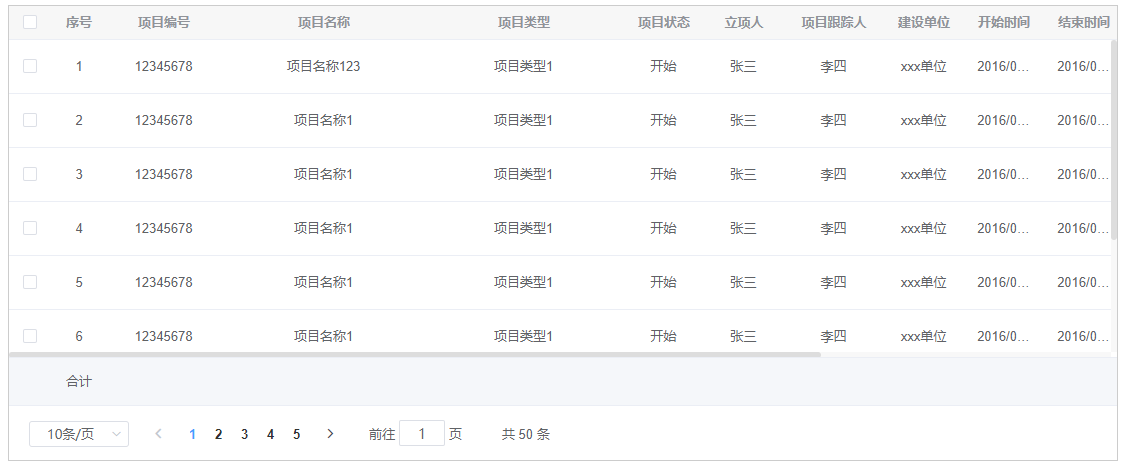 序号 项目编号 项目名称 项目类型 项目状态 立项人 项目跟踪人 建设单位 开始时间 结束时间
1 12345678 项目名称123 项目类型1 开始 张三 李四 xxx单位 2016/0... 2016/0...
2 12345678 项目名称1 项目类型1 开始 张三 李四 xxx单位 2016/0... 2016/0...
3 12345678 项目名称1 项目类型1 开始 张三 李四 xxx单位 2016/0... 2016/0...
4 12345678 项目名称1 项目类型1 开始 张三 李四 xxx单位 2016/0... 2016/0...
5 12345678 项目名称1 项目类型1 开始 张三 李四 xxx单位 2016/0... 2016/0...
6 12345678 项目名称1 项目类型1 开始 张三 李四 xxx单位 2016/0... 2016/0...
合计
10条/页 1 2 3 4 5 前往 1 页 共 50 条